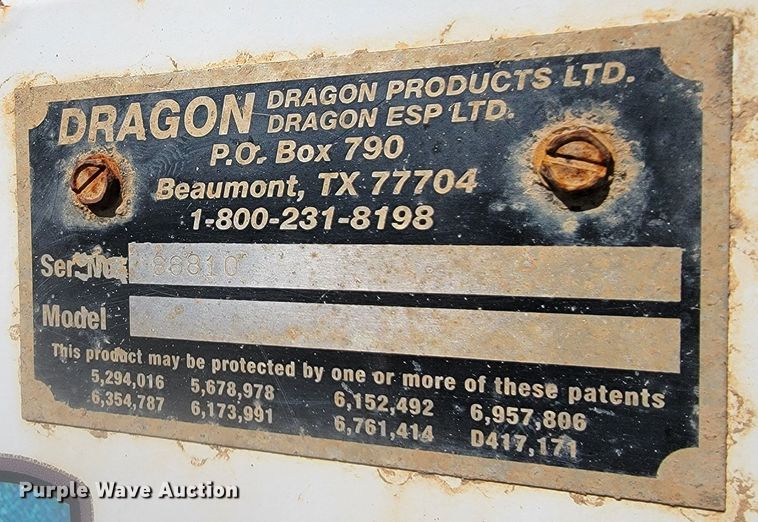 DRAGON DRAGON PRODUCTS LTD.
DRAGON ESP LTD.
P.O. Box 790
Beaumont, TX 77704
1-800-231-8198
Ser. No.
Model
This product may be protected by one or more of these patents
5,294,016 5,678,978 6,152,492 6,957,806
6,354,787 6,173,991 6,761,414 D417,171
Purple Wave Auction